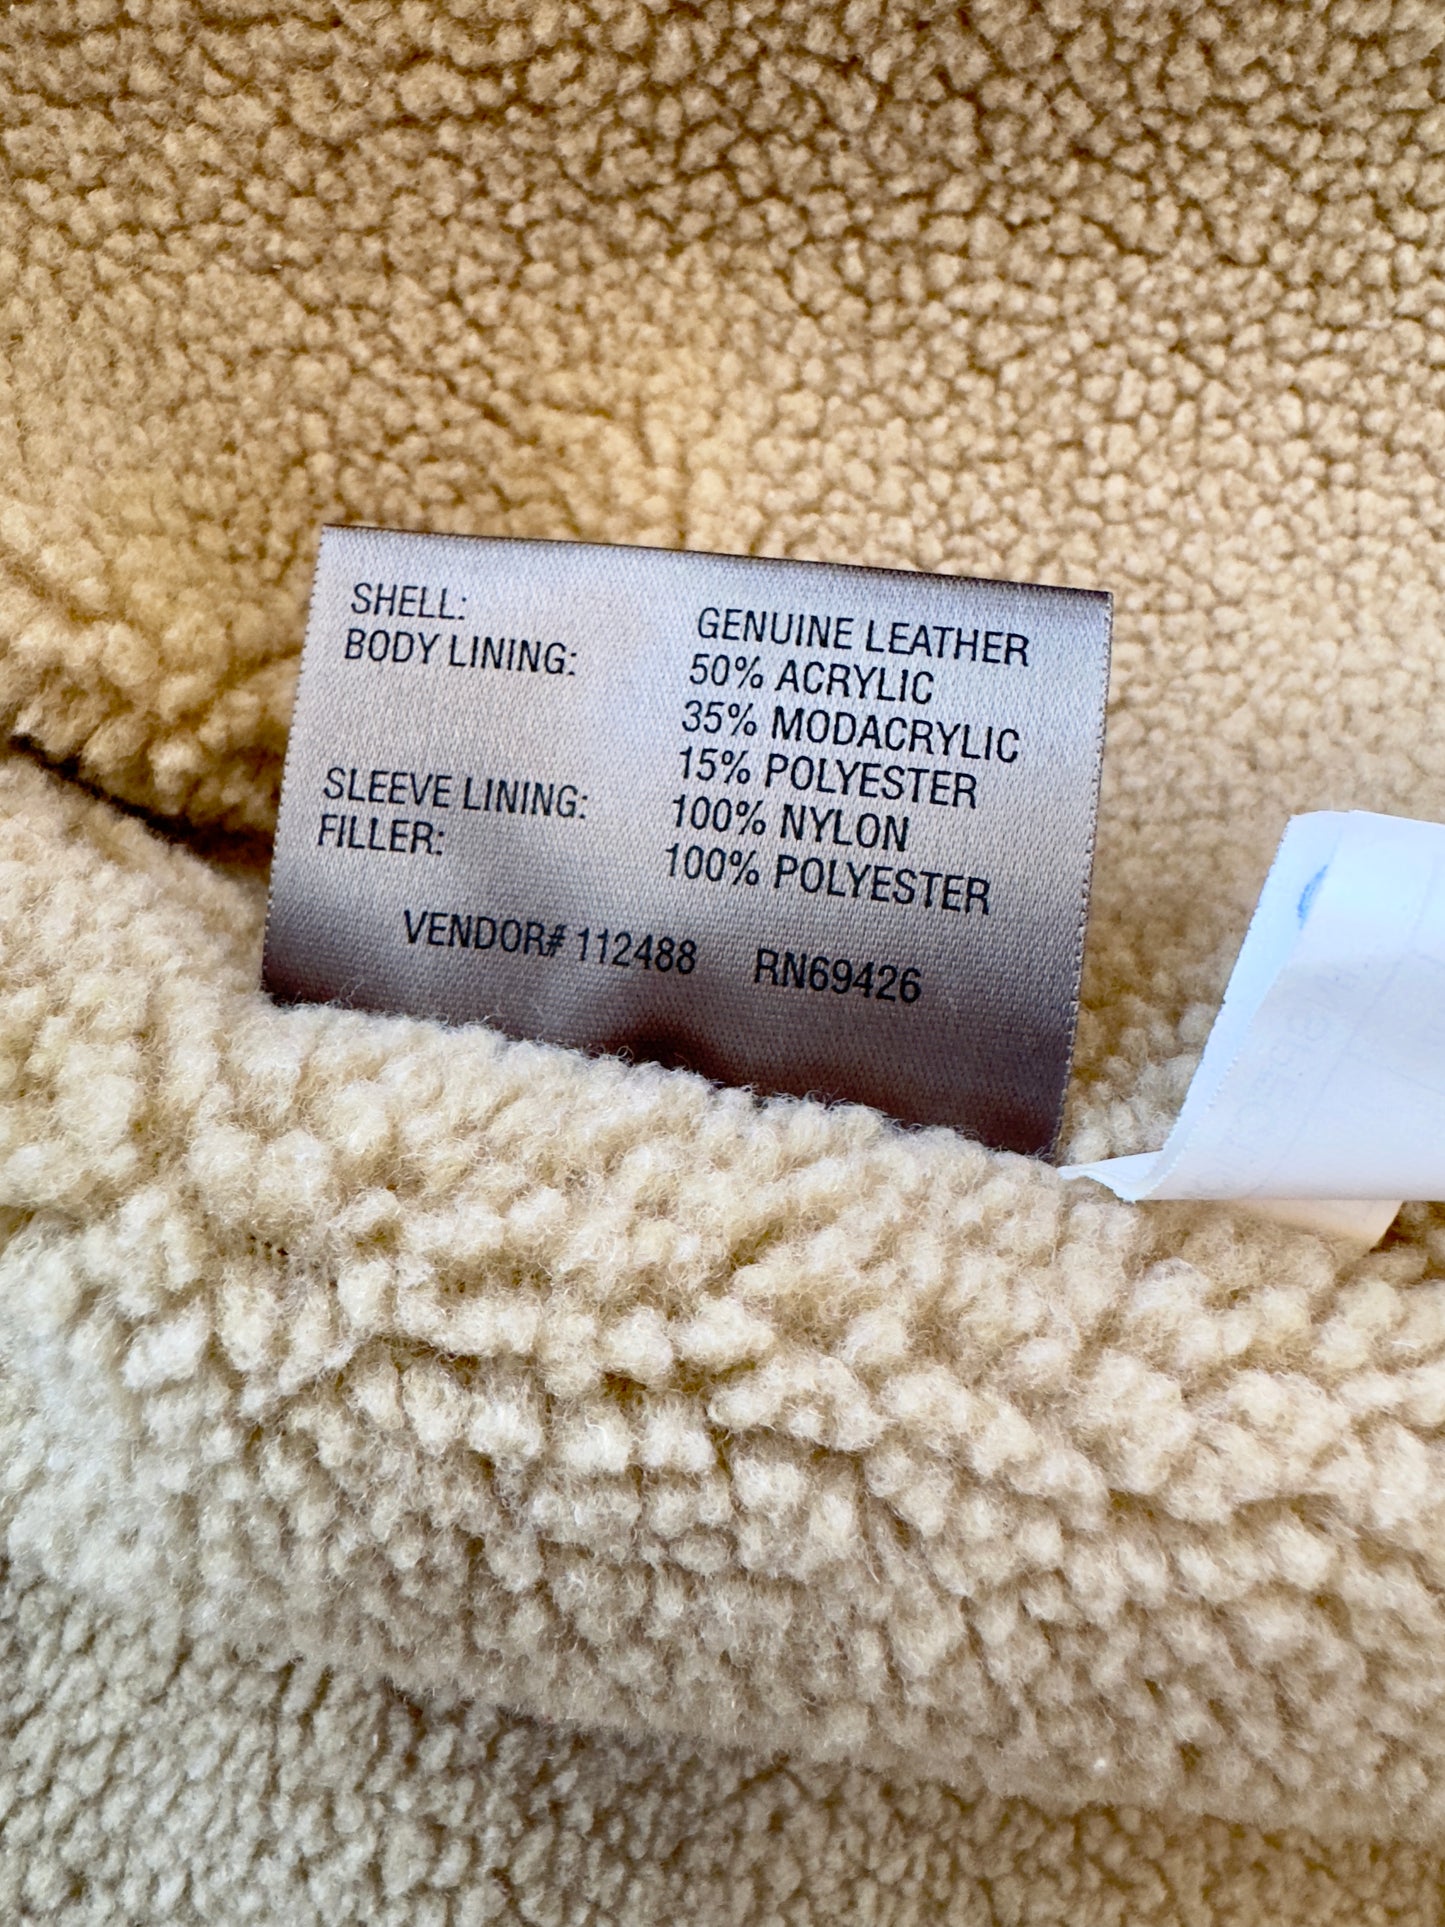 SHELL: GENUINE LEATHER
BODY LINING: 50% ACRYLIC
35% MODACRYLIC
15% POLYESTER
SLEEVE LINING: 100% NYLON
FILLER: 100% POLYESTER
VENDOR# 112488 RN69426